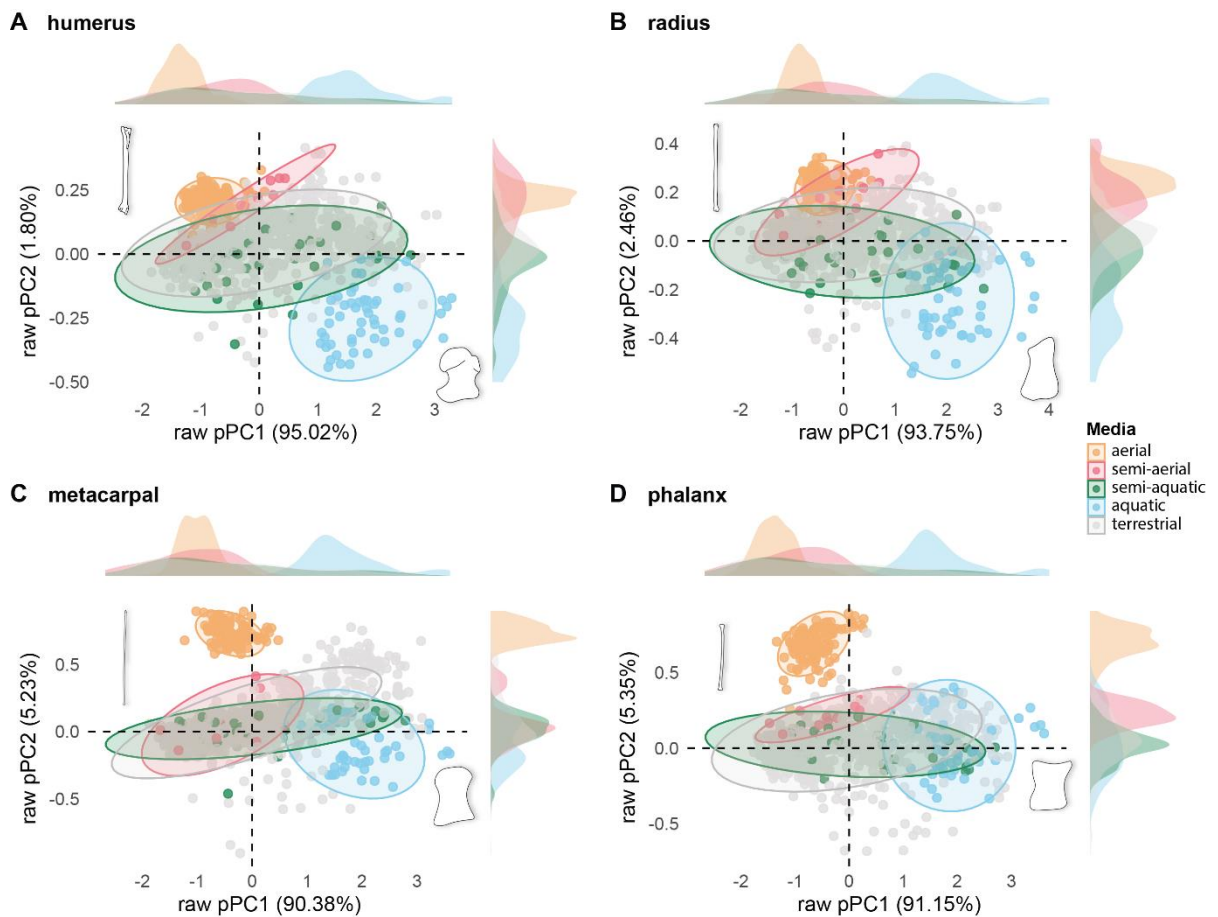 A humerus
B radius
raw pPC2 (1.80%)
0.25
0.00
-0.25
-0.50
-2 -1 0 1 2 3
raw pPC1 (95.02%)
raw pPC2 (2.46%)
0.4
0.2
0.0
-0.2
-0.4
-2 -1 0 1 2 3 4
raw pPC1 (93.75%)
Media
aerial
semi-aerial
semi-aquatic
aquatic
terrestrial
C metacarpal
D phalanx
raw pPC2 (5.23%)
0.5
0.0
-0.5
-2 -1 0 1 2 3
raw pPC1 (90.38%)
raw pPC2 (5.35%)
0.5
0.0
-0.5
-2 -1 0 1 2 3
raw pPC1 (91.15%)